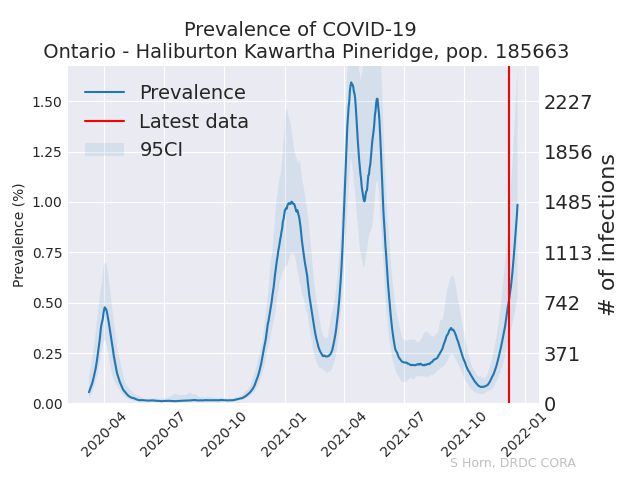 Prevalence of COVID-19
Ontario - Haliburton Kawartha Pineridge, pop. 185663
Prevalence
Latest data
95CI
Prevalence (%)
1.50
1.25
1.00
0.75
0.50
0.25
0.00
2227
1856
1485
1113
742
371
0
# of infections
2020-04
2020-07
2020-10
2021-01
2021-04
2021-07
2021-10
2022-01
S Horn, DRDC CORA